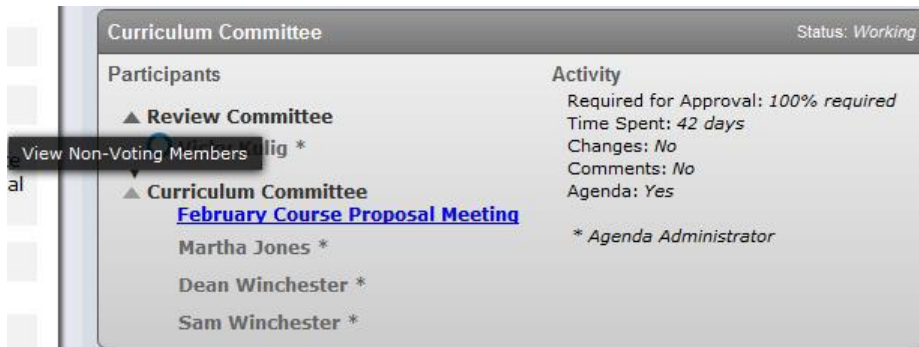 Curriculum Committee Status: Working
Participants
Review Committee
View Non-Voting Members
Kulig *
Curriculum Committee
February Course Proposal Meeting
Martha Jones *
Dean Winchester *
Sam Winchester *
Activity
Required for Approval: 100% required
Time Spent: 42 days
Changes: No
Comments: No
Agenda: Yes
* Agenda Administrator
al